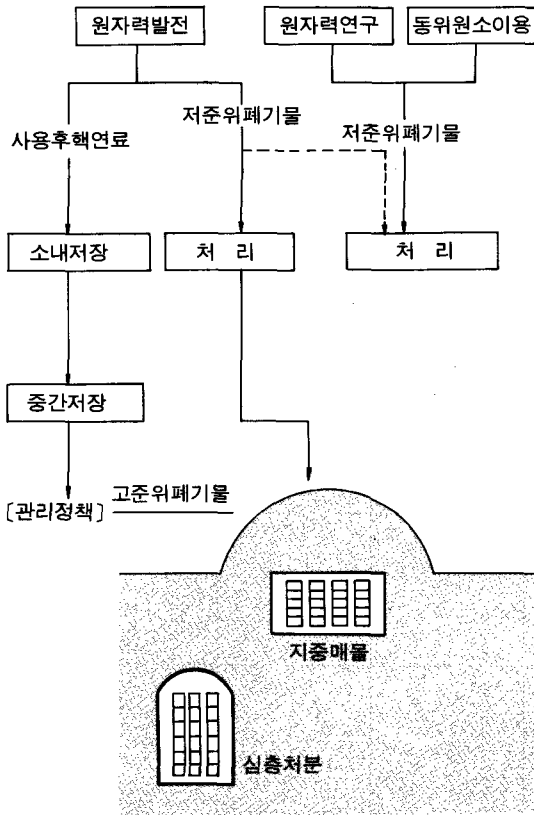 원자력발전
원자력연구
동위원소이용
저준위폐기물
사용후핵연료
저준위폐기물
소내저장
처 리
처 리
중간저장
고준위폐기물
〔관리정책〕
지중매물
심층처분